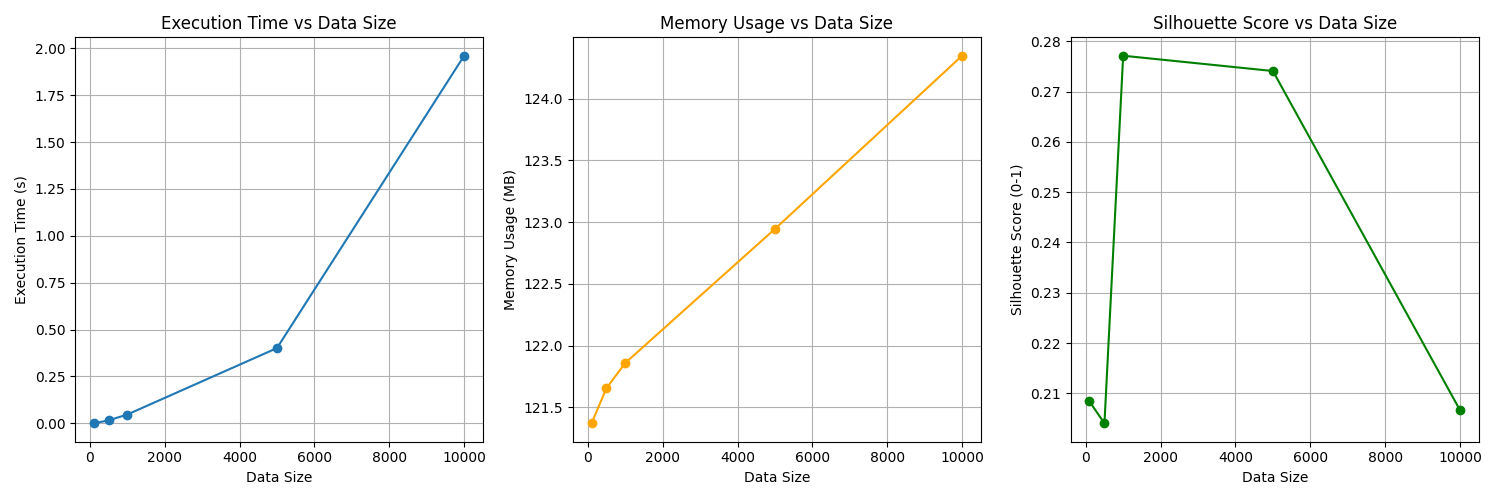 Execution Time vs Data Size
Execution Time (s)
2.00
1.75
1.50
1.25
1.00
0.75
0.50
0.25
0.00
0 2000 4000 6000 8000 10000
Data Size
Memory Usage vs Data Size
Memory Usage (MB)
124.0
123.5
123.0
122.5
122.0
121.5
0 2000 4000 6000 8000 10000
Data Size
Silhouette Score vs Data Size
Silhouette Score (0-1)
0.28
0.27
0.26
0.25
0.24
0.23
0.22
0.21
0 2000 4000 6000 8000 10000
Data Size